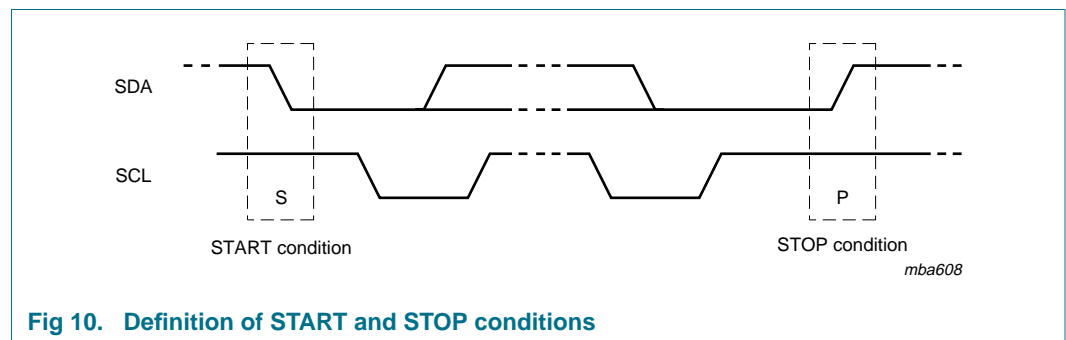 SDA
SCL
S
P
START condition
STOP condition
mba608
Fig 10. Definition of START and STOP conditions